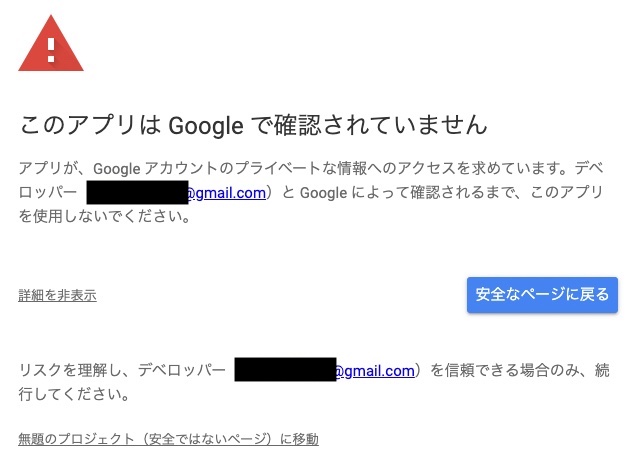 このアプリは Google で確認されていません
アプリが、Google アカウントのプライベートな情報へのアクセスを求めています。デベ
ロッパー @gmail.com）と Google によって確認されるまで、このアプリ
を使用しないでください。
詳細を非表示
安全なページに戻る
リスクを理解し、デベロッパー @gmail.com）を信頼できる場合のみ、続
行してください。
無題のプロジェクト（安全ではないページ）に移動